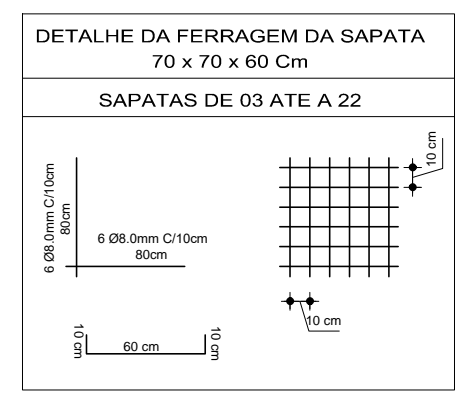 DETALHE DA FERRAGEM DA SAPATA
70 x 70 x 60 Cm
SAPATAS DE 03 ATE A 22
6 Ø8.0mm C/10cm
80cm
6 Ø8.0mm C/10cm
80cm
10 cm
60 cm
10 cm
10 cm
10 cm